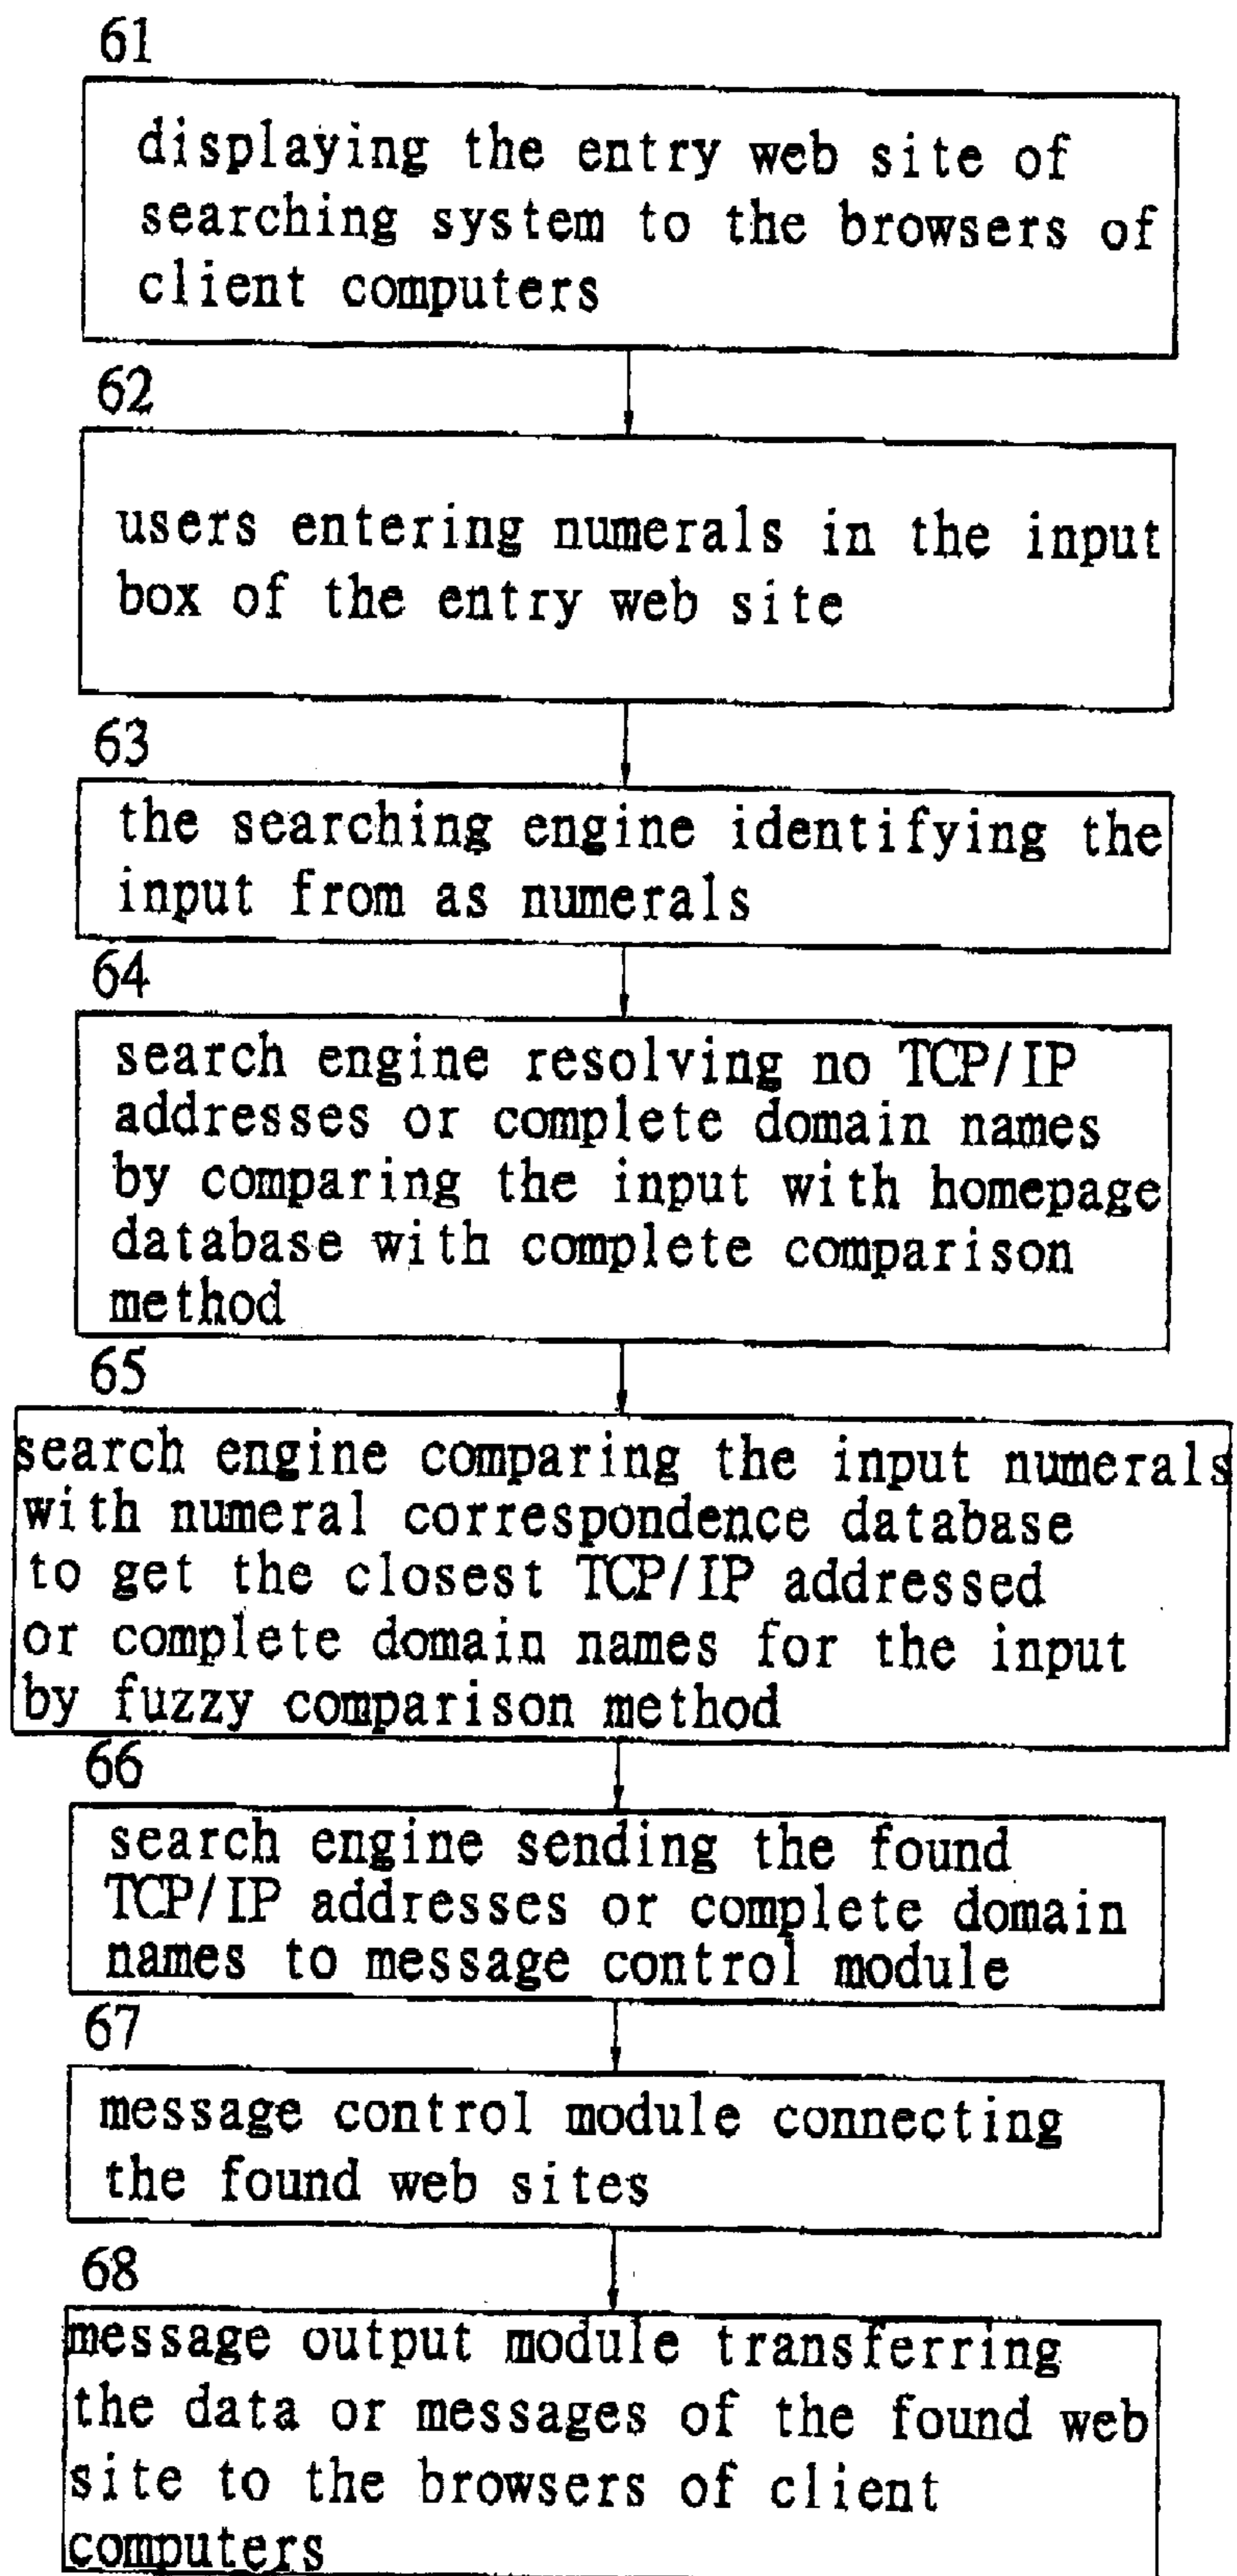 61
displaying the entry web site of
searching system to the browsers of
client computers
62
users entering numerals in the input
box of the entry web site
63
the searching engine identifying the
input from as numerals
64
search engine resolving no TCP/IP
addresses or complete domain names
by comparing the input with homepage
database with complete comparison
method
65
search engine comparing the input numerals
with numeral correspondence database
to get the closest TCP/IP addressed
or complete domain names for the input
by fuzzy comparison method
66
search engine sending the found
TCP/IP addresses or complete domain
names to message control module
67
message control module connecting
the found web sites
68
message output module transferring
the data or messages of the found web
site to the browsers of client
computers